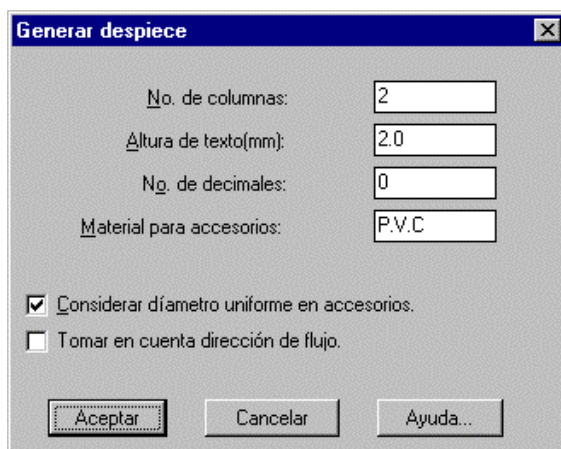 Generar despiece
No. de columnas: 2
Altura de texto(mm): 2.0
No. de decimales: 0
Material para accesorios: P.V.C
Considerar díametro uniforme en accesorios.
Tomar en cuenta dirección de flujo.
Aceptar Cancelar Ayuda...